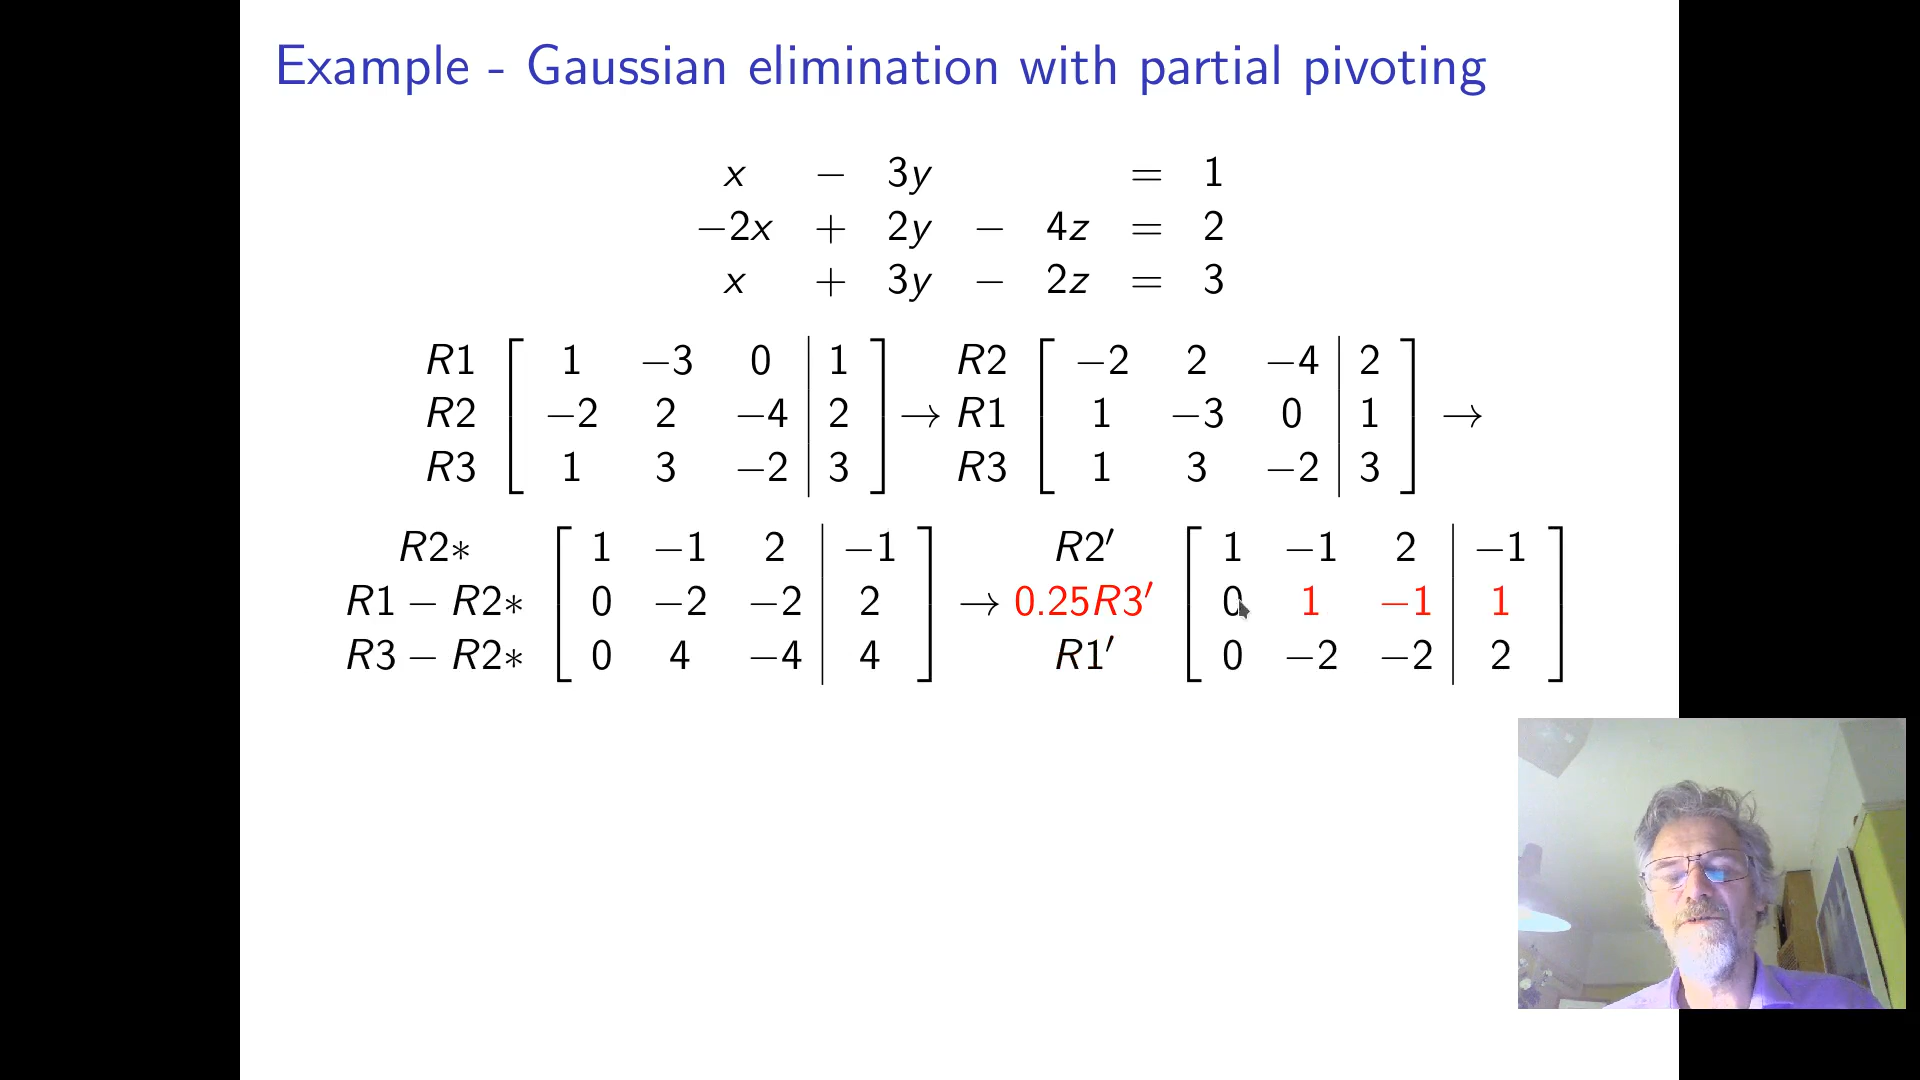 Example - Gaussian elimination with partial pivoting
x − 3y = 1
−2x + 2y − 4z = 2
x + 3y − 2z = 3
R1 [ 1 −3 0 | 1 ] R2 [ −2 2 −4 | 2 ]
R2 [ −2 2 −4 | 2 ] → R1 [ 1 −3 0 | 1 ] →
R3 [ 1 3 −2 | 3 ] R3 [ 1 3 −2 | 3 ]
R2∗ [ 1 −1 2 | −1 ] R2′ [ 1 −1 2 | −1 ]
R1 − R2∗ [ 0 −2 −2 | 2 ] → 0.25R3′ [ 0 1 −1 | 1 ]
R3 − R2∗ [ 0 4 −4 | 4 ] R1′ [ 0 −2 −2 | 2 ]